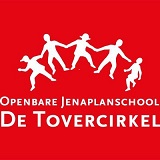 OPENBARE JENAPLANSCHOOL
DE TOVERCIRKEL